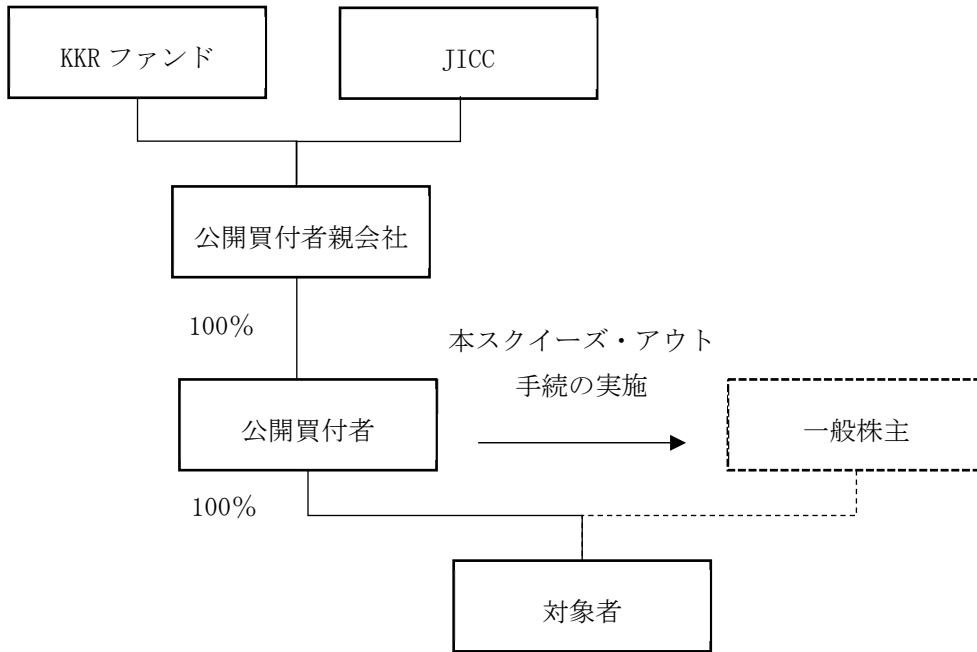 KKR ファンド
JICC
公開買付者親会社
100%
本スクイーズ・アウト
手続の実施
公開買付者
一般株主
100%
対象者